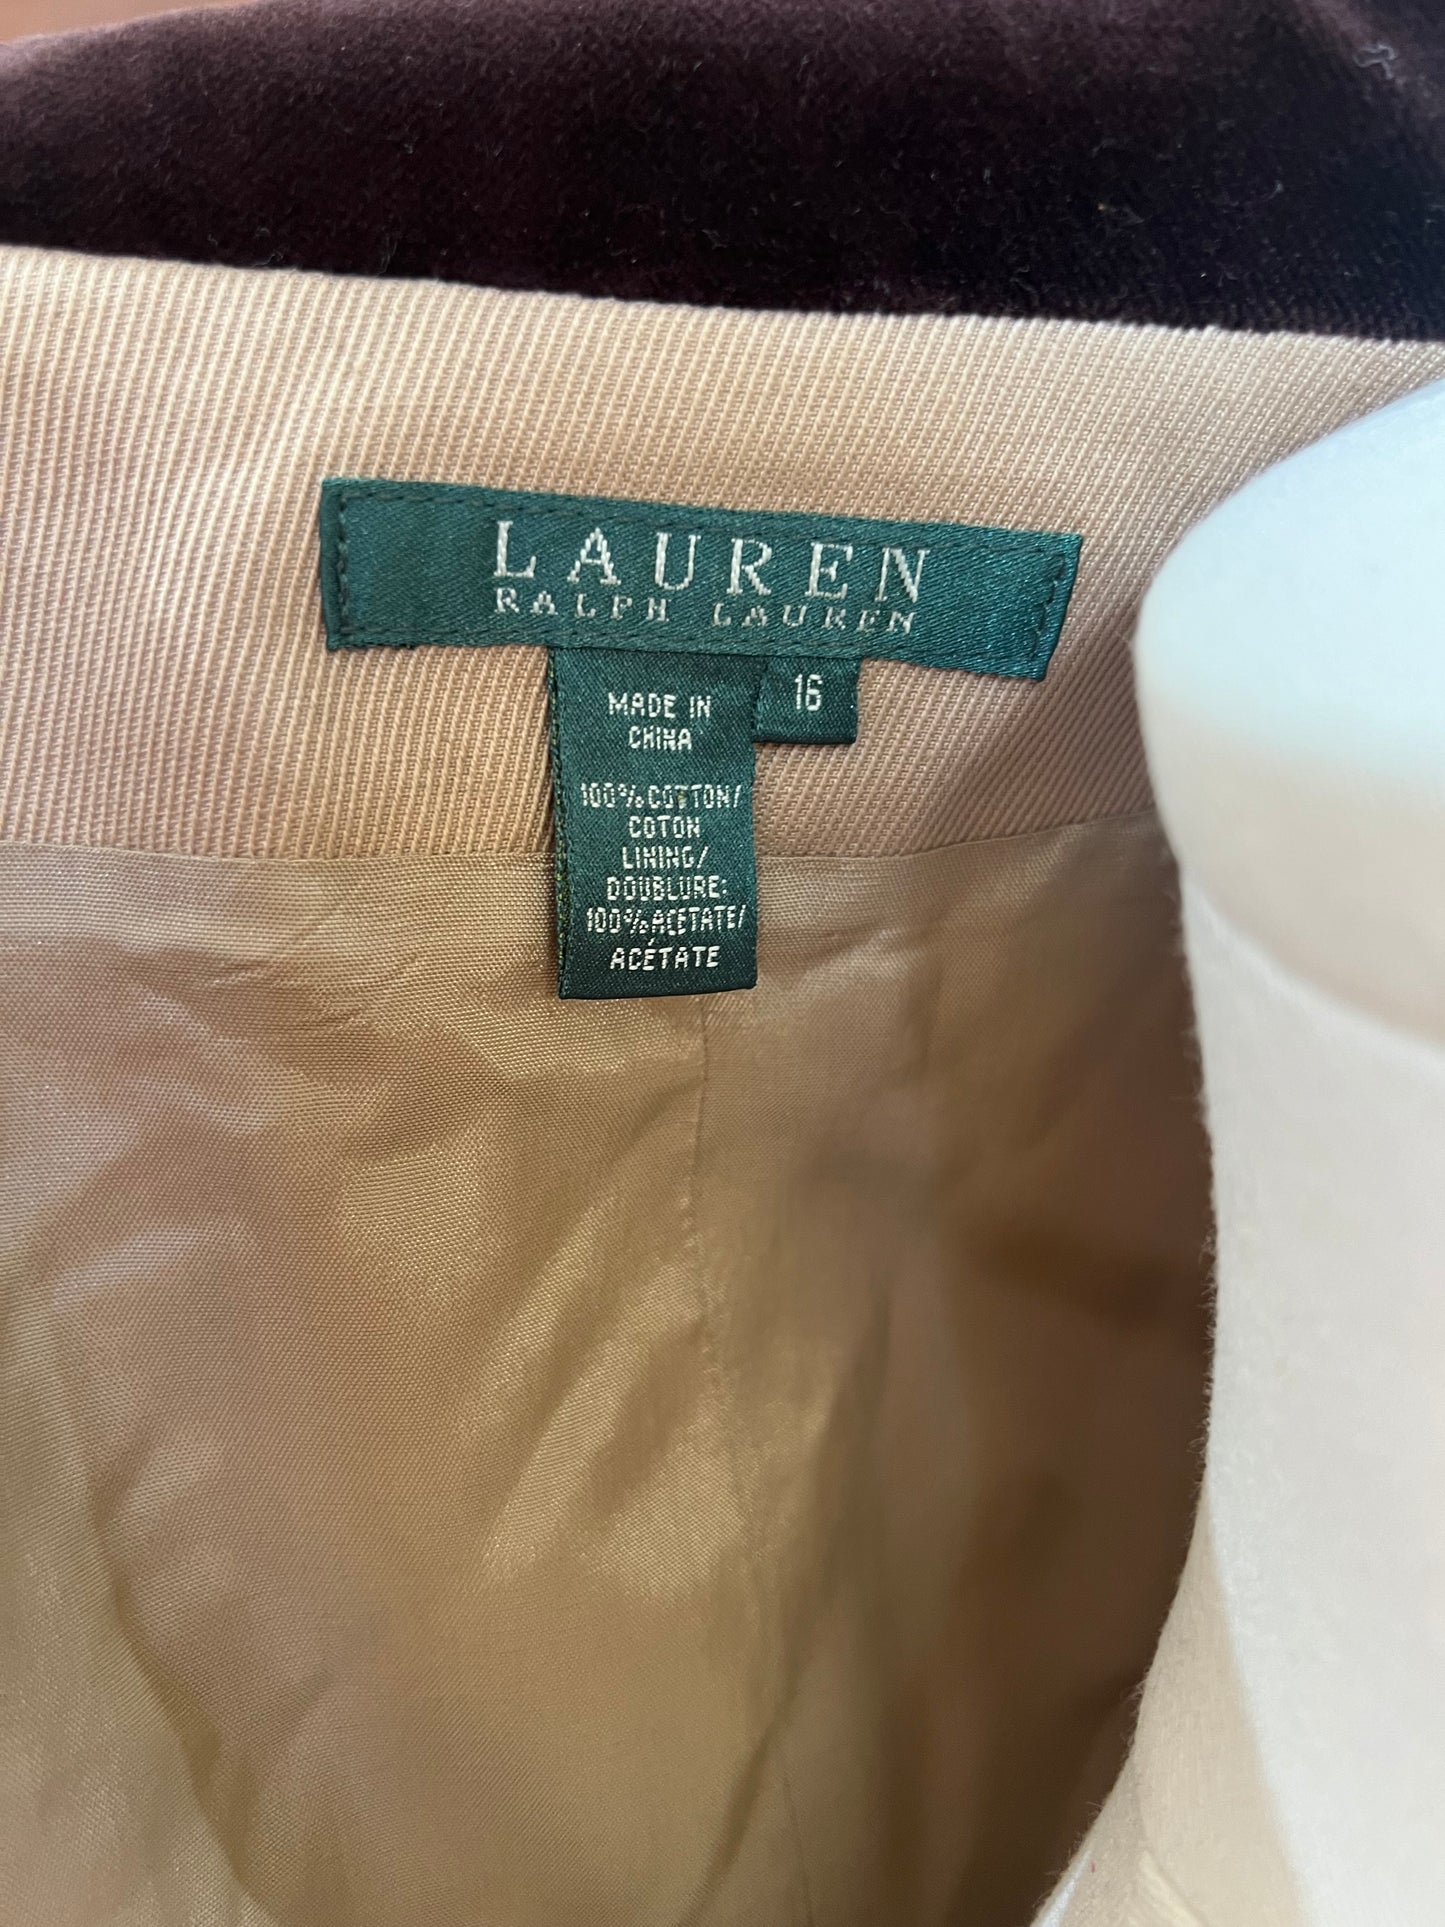 LAUREN
RALPH LAUREN
16
MADE IN
CHINA
100% COTTON/
COTON
LINING/
DOUBLURE:
100% ACETATE/
ACÉTATE